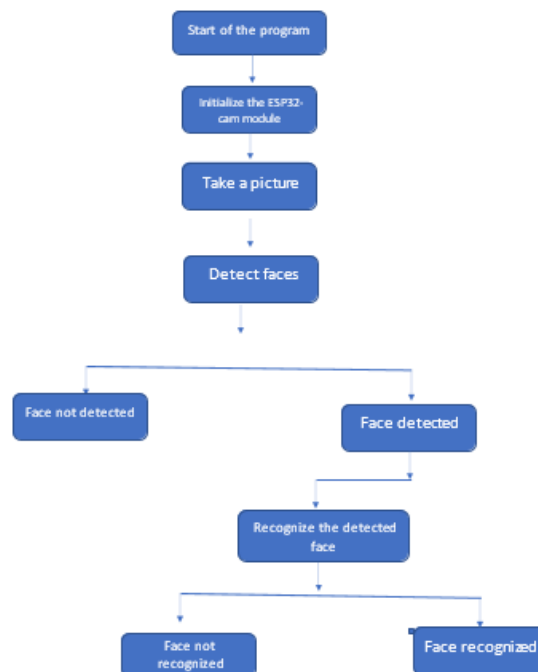 Start of the program
Initialize the ESP32-
cam module
Take a picture
Detect faces
Face not detected
Face detected
Recognize the detected
face
Face not
recognized
Face recognized